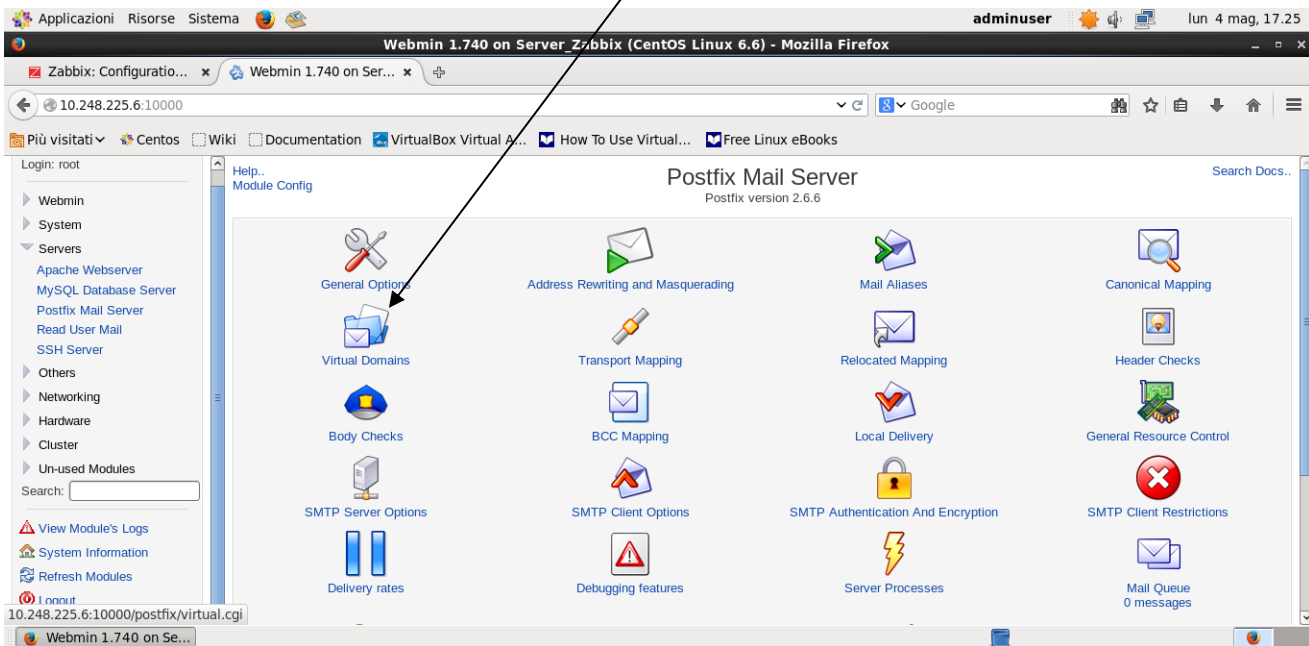 Applicazioni Risorse Sistema adminuser lun 4 mag, 17.25
Webmin 1.740 on Server_Zabbix (CentOS Linux 6.6) - Mozilla Firefox
Zabbix: Configuratio... Webmin 1.740 on Ser...
10.248.225.6:10000 Google
Più visitati Centos Wiki Documentation VirtualBox Virtual A... How To Use Virtual... Free Linux eBooks
Login: root
Webmin
System
Servers
Apache Webserver
MySQL Database Server
Postfix Mail Server
Read User Mail
SSH Server
Others
Networking
Hardware
Cluster
Un-used Modules
Search:
View Module's Logs
System Information
Refresh Modules
Logout
Help..
Module Config
Postfix Mail Server
Postfix version 2.6.6
Search Docs..
General Options Address Rewriting and Masquerading Mail Aliases Canonical Mapping
Virtual Domains Transport Mapping Relocated Mapping Header Checks
Body Checks BCC Mapping Local Delivery General Resource Control
SMTP Server Options SMTP Client Options SMTP Authentication And Encryption SMTP Client Restrictions
Delivery rates Debugging features Server Processes Mail Queue
0 messages
10.248.225.6:10000/postfix/virtual.cgi
Webmin 1.740 on Se...